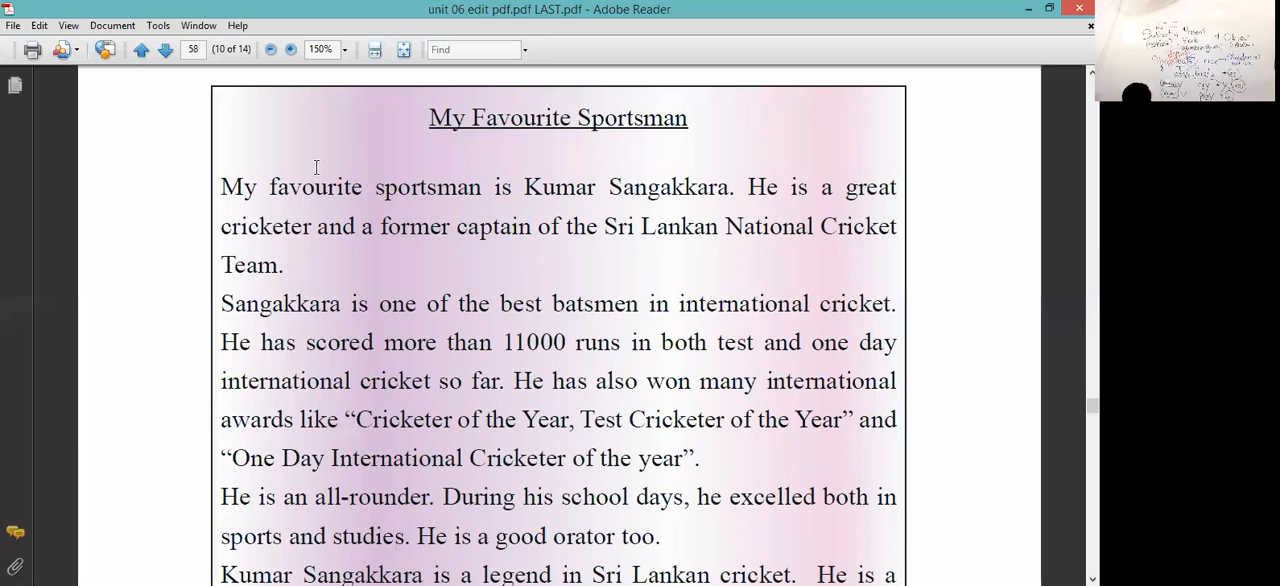 unit 06 edit pdf.pdf LAST.pdf - Adobe Reader
File Edit View Document Tools Window Help
58 (10 of 14) 150% Find
My Favourite Sportsman
My favourite sportsman is Kumar Sangakkara. He is a great
cricketer and a former captain of the Sri Lankan National Cricket
Team.
Sangakkara is one of the best batsmen in international cricket.
He has scored more than 11000 runs in both test and one day
international cricket so far. He has also won many international
awards like “Cricketer of the Year, Test Cricketer of the Year” and
“One Day International Cricketer of the year”.
He is an all-rounder. During his school days, he excelled both in
sports and studies. He is a good orator too.
Kumar Sangakkara is a legend in Sri Lankan cricket. He is a
Subject + Present + Object
Verb
rice